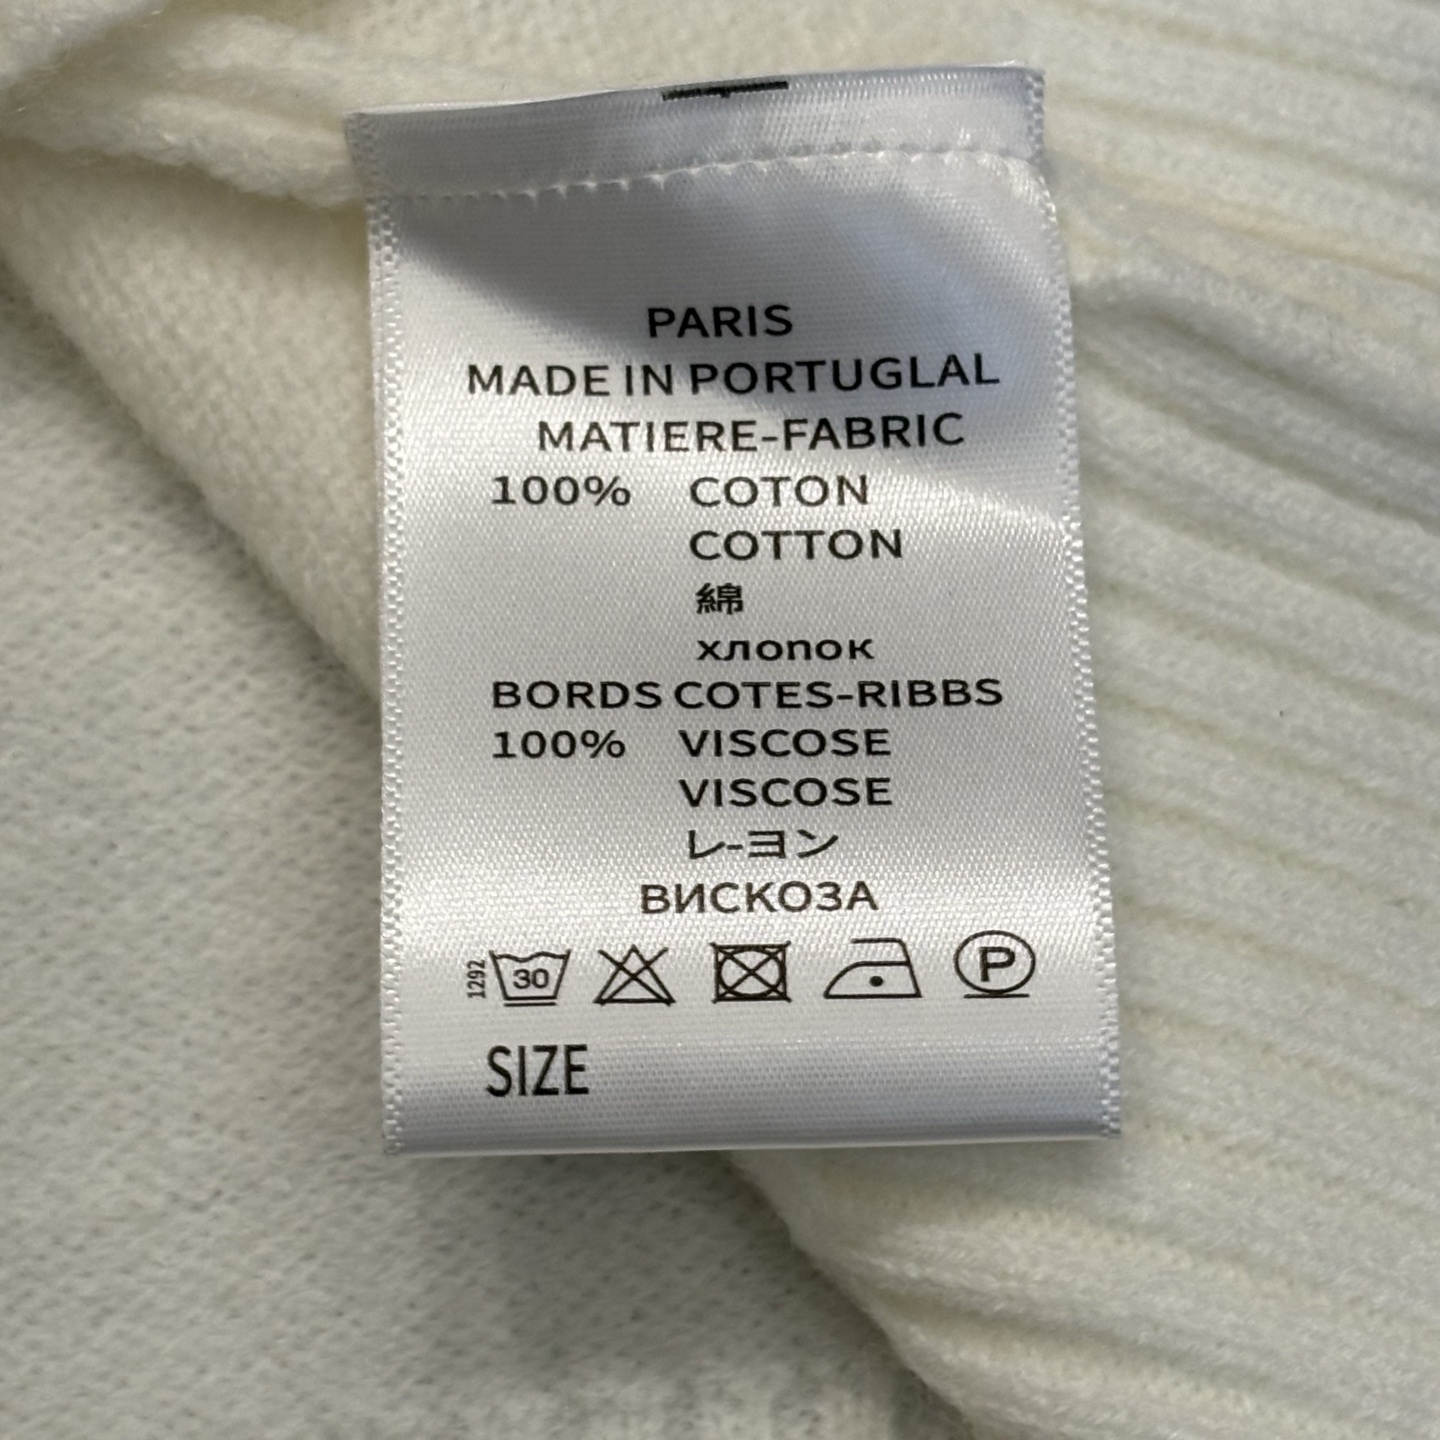 PARIS
MADE IN PORTUGLAL
MATIERE-FABRIC
100% COTON
COTTON
綿
хлопок
BORDS COTES-RIBBS
100% VISCOSE
VISCOSE
レ-ヨン
ВИСКОЗА
1292 30 P
SIZE